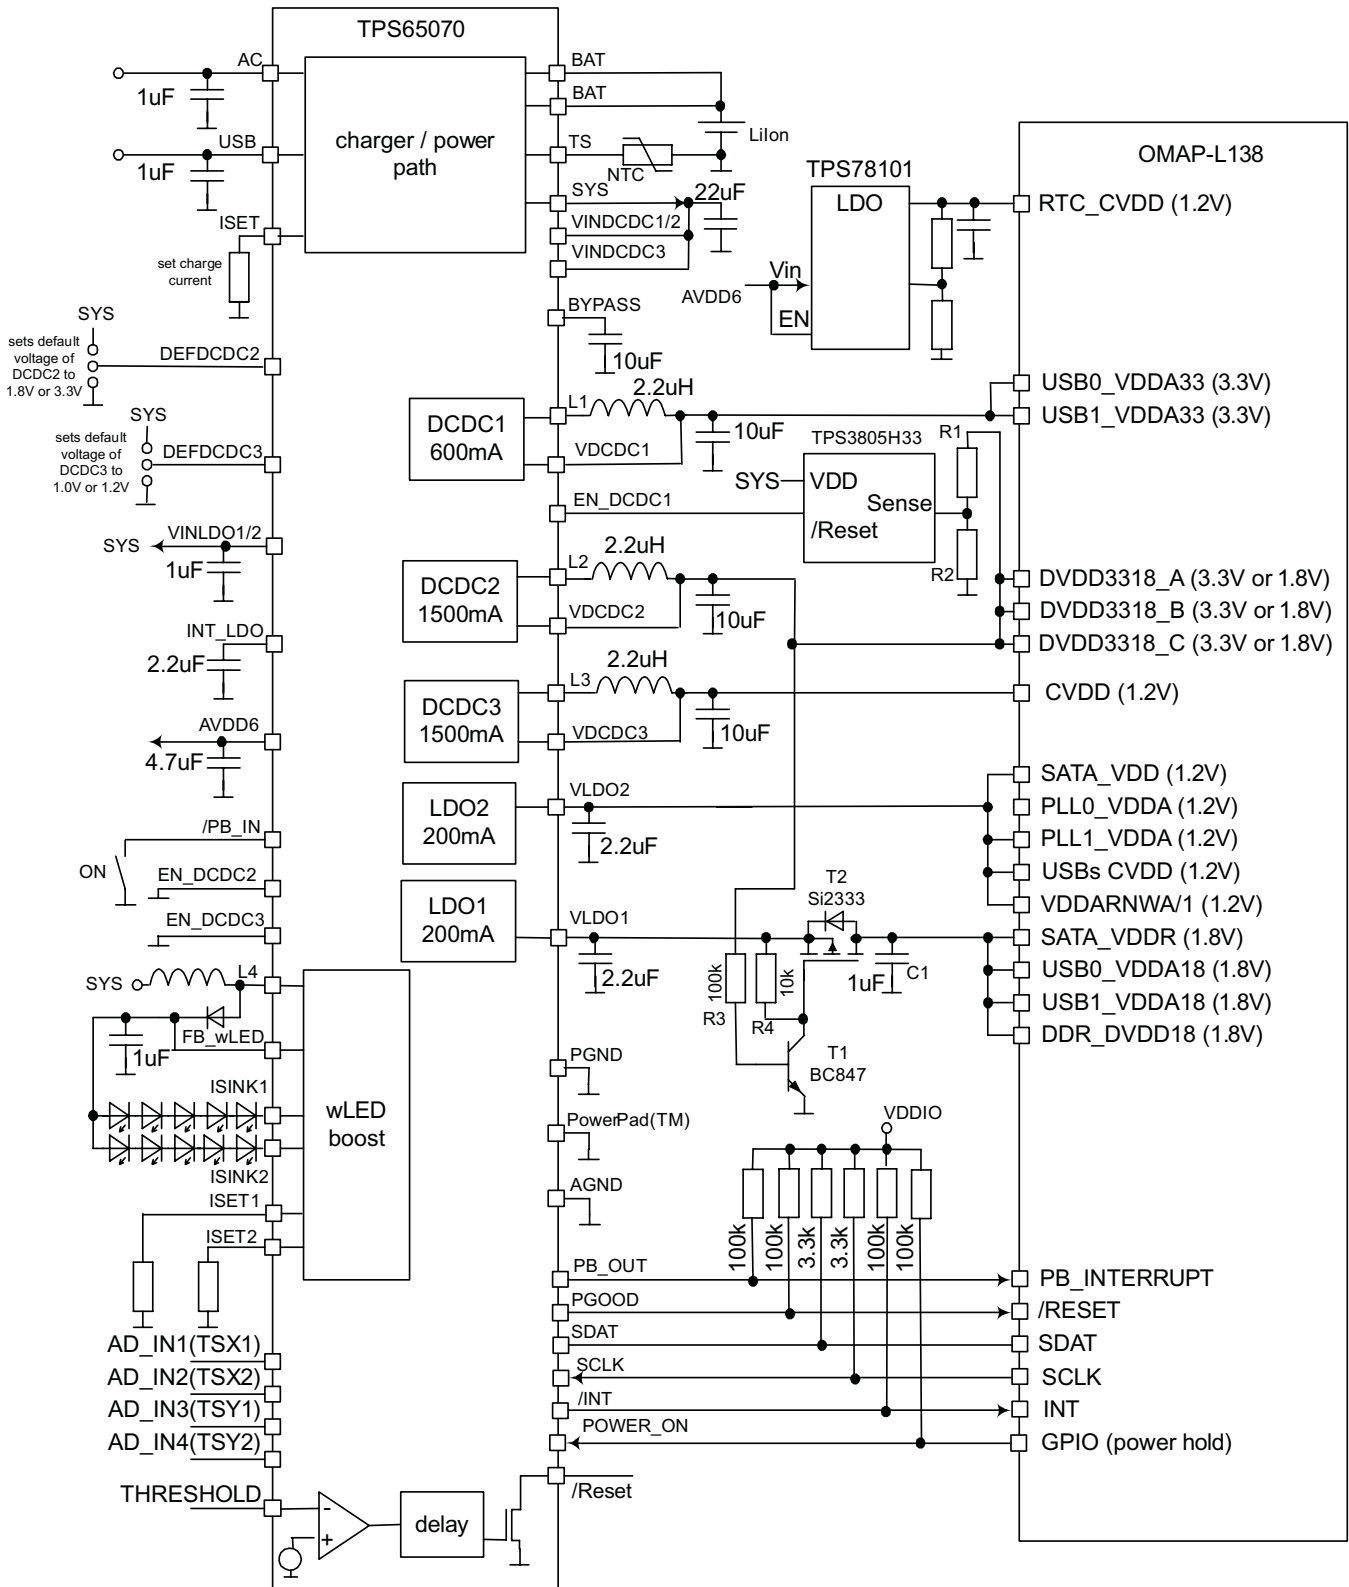 TPS65070
AC
1uF
USB
1uF
ISET
set charge
current
charger / power
path
BAT
BAT
TS
NTC
LiIon
SYS
22uF
VINDCDC1/2
VINDCDC3
BYPASS
10uF
SYS
sets default
voltage of
DCDC2 to
1.8V or 3.3V
DEFDCDC2
SYS
sets default
voltage of
DCDC3 to
1.0V or 1.2V
DEFDCDC3
SYS
VINLDO1/2
1uF
INT_LDO
2.2uF
AVDD6
4.7uF
/PB_IN
ON
EN_DCDC2
EN_DCDC3
SYS
L4
FB_wLED
1uF
ISINK1
ISINK2
ISET1
ISET2
wLED
boost
AD_IN1(TSX1)
AD_IN2(TSX2)
AD_IN3(TSY1)
AD_IN4(TSY2)
THRESHOLD
-
+
delay
/Reset
DCDC1
600mA
L1
2.2uH
10uF
VDCDC1
EN_DCDC1
DCDC2
1500mA
L2
2.2uH
10uF
VDCDC2
DCDC3
1500mA
L3
2.2uH
10uF
VDCDC3
LDO2
200mA
VLDO2
2.2uF
LDO1
200mA
VLDO1
2.2uF
PGND
PowerPad(TM)
AGND
PB_OUT
PGOOD
SDAT
SCLK
/INT
POWER_ON
TPS78101
LDO
AVDD6
Vin
EN
TPS3805H33
SYS
VDD
Sense
/Reset
R1
R2
T2
Si2333
100k
R3
10k
R4
1uF
C1
T1
BC847
VDDIO
100k
100k
3.3k
3.3k
100k
100k
OMAP-L138
RTC_CVDD (1.2V)
USB0_VDDA33 (3.3V)
USB1_VDDA33 (3.3V)
DVDD3318_A (3.3V or 1.8V)
DVDD3318_B (3.3V or 1.8V)
DVDD3318_C (3.3V or 1.8V)
CVDD (1.2V)
SATA_VDD (1.2V)
PLL0_VDDA (1.2V)
PLL1_VDDA (1.2V)
USBs CVDD (1.2V)
VDDARNWA/1 (1.2V)
SATA_VDDR (1.8V)
USB0_VDDA18 (1.8V)
USB1_VDDA18 (1.8V)
DDR_DVDD18 (1.8V)
PB_INTERRUPT
/RESET
SDAT
SCLK
INT
GPIO (power hold)